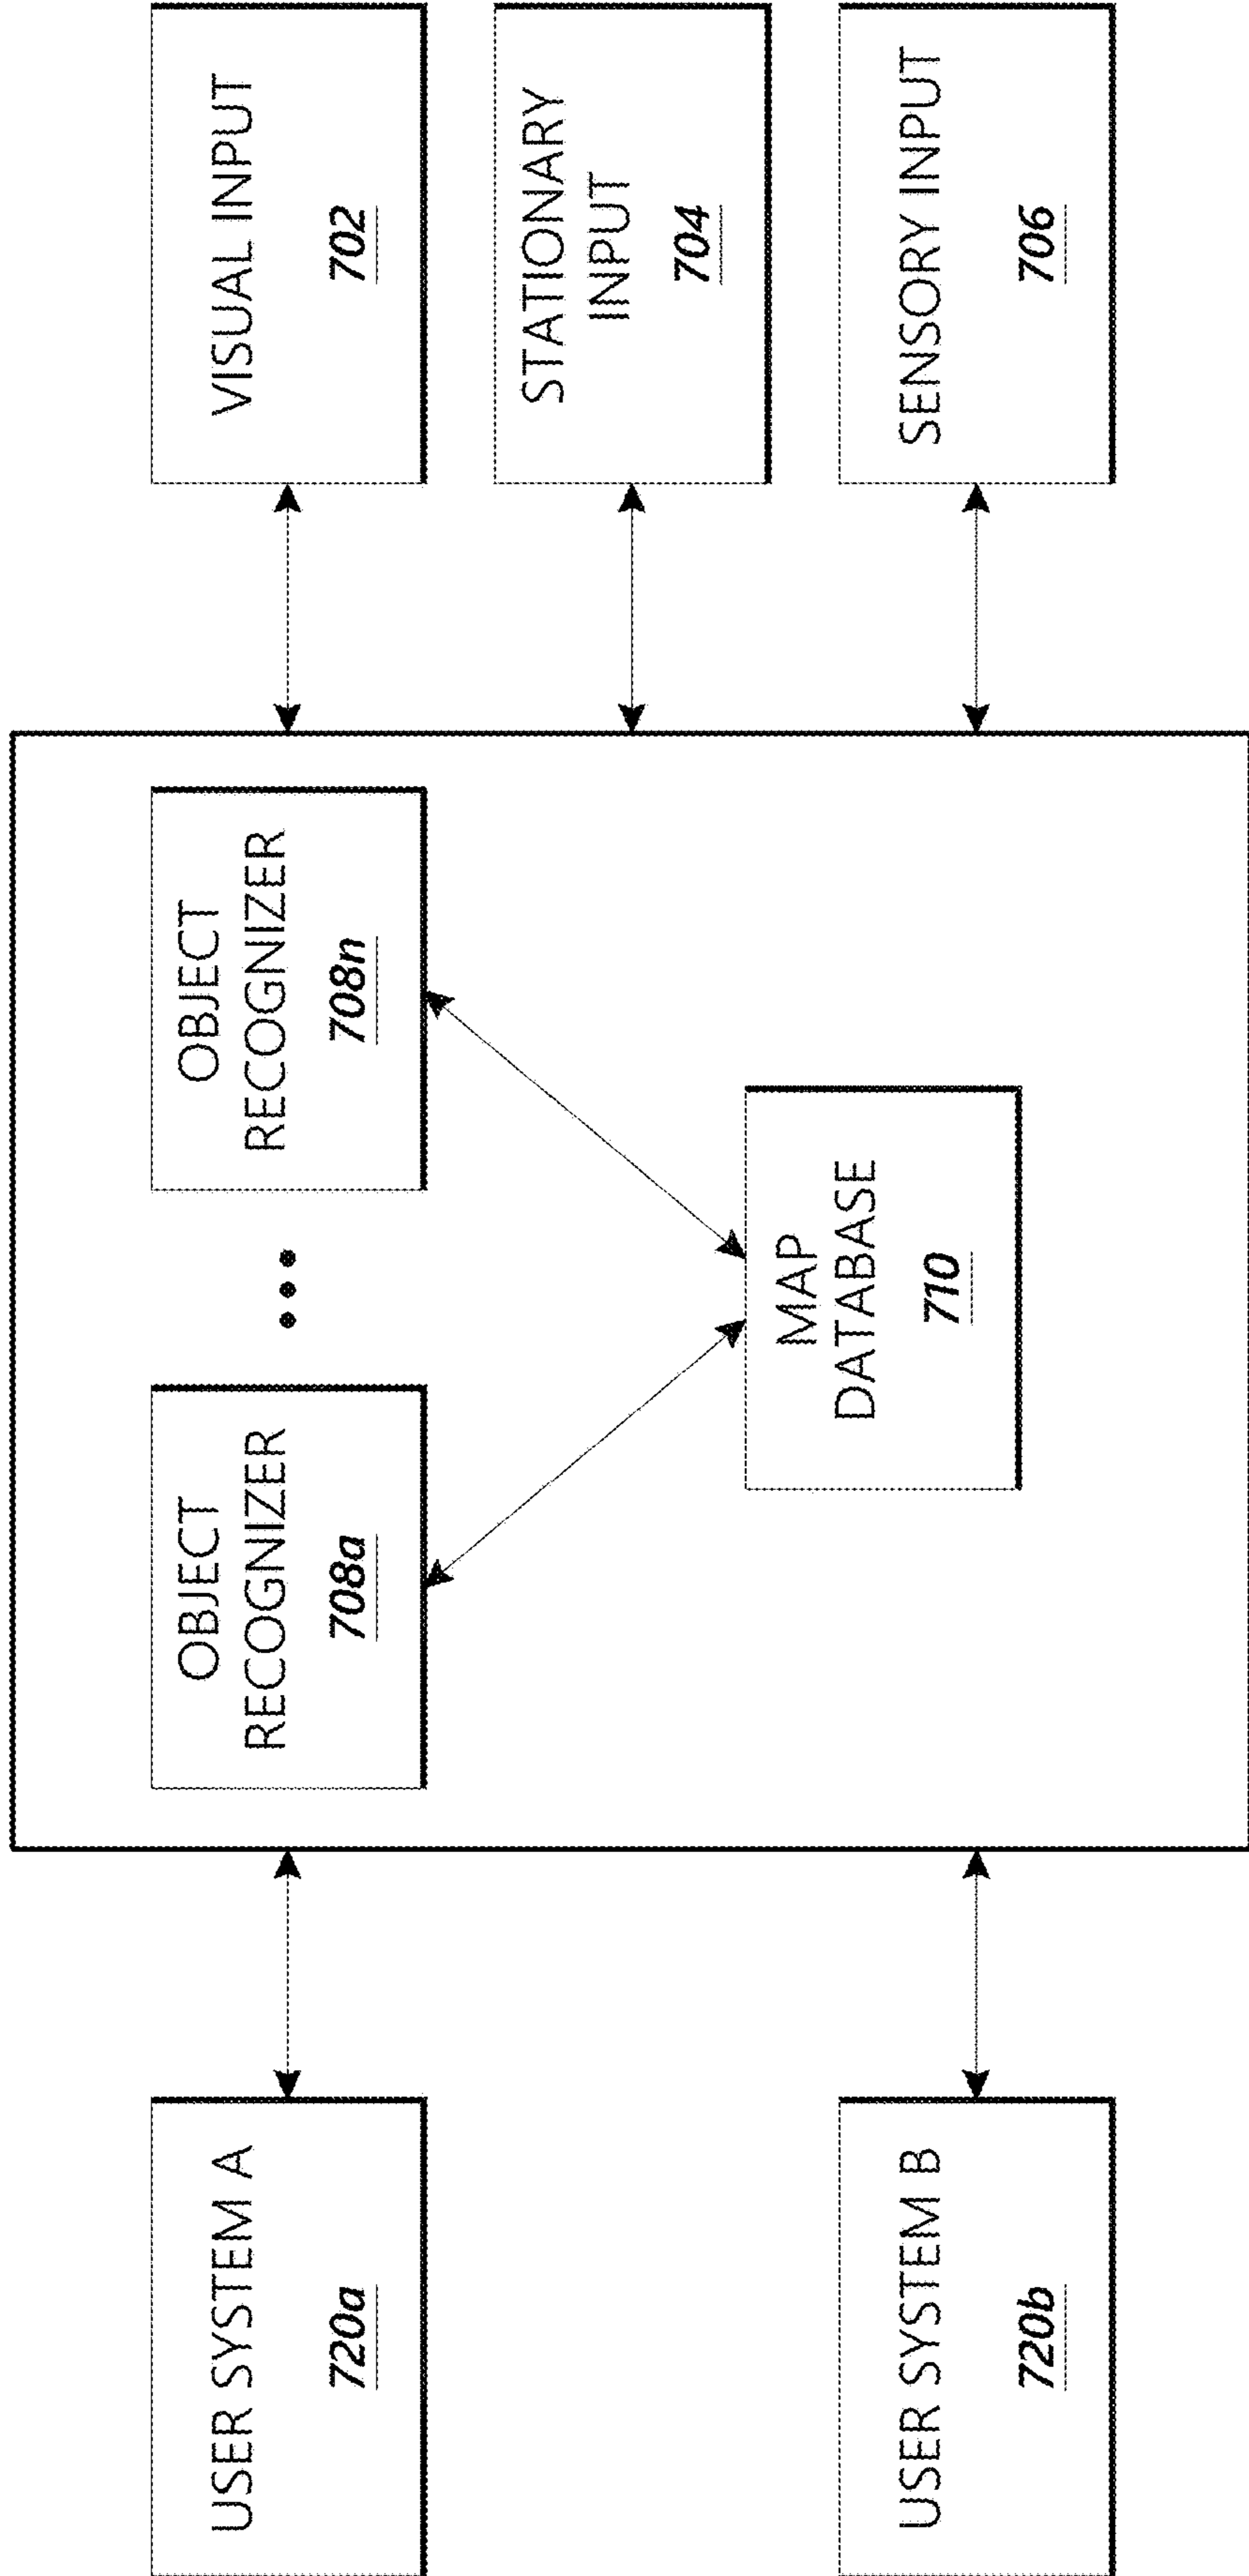 USER SYSTEM A
720a
USER SYSTEM B
720b
OBJECT
RECOGNIZER
708a
OBJECT
RECOGNIZER
708n
MAP
DATABASE
710
VISUAL INPUT
702
STATIONARY
INPUT
704
SENSORY INPUT
706